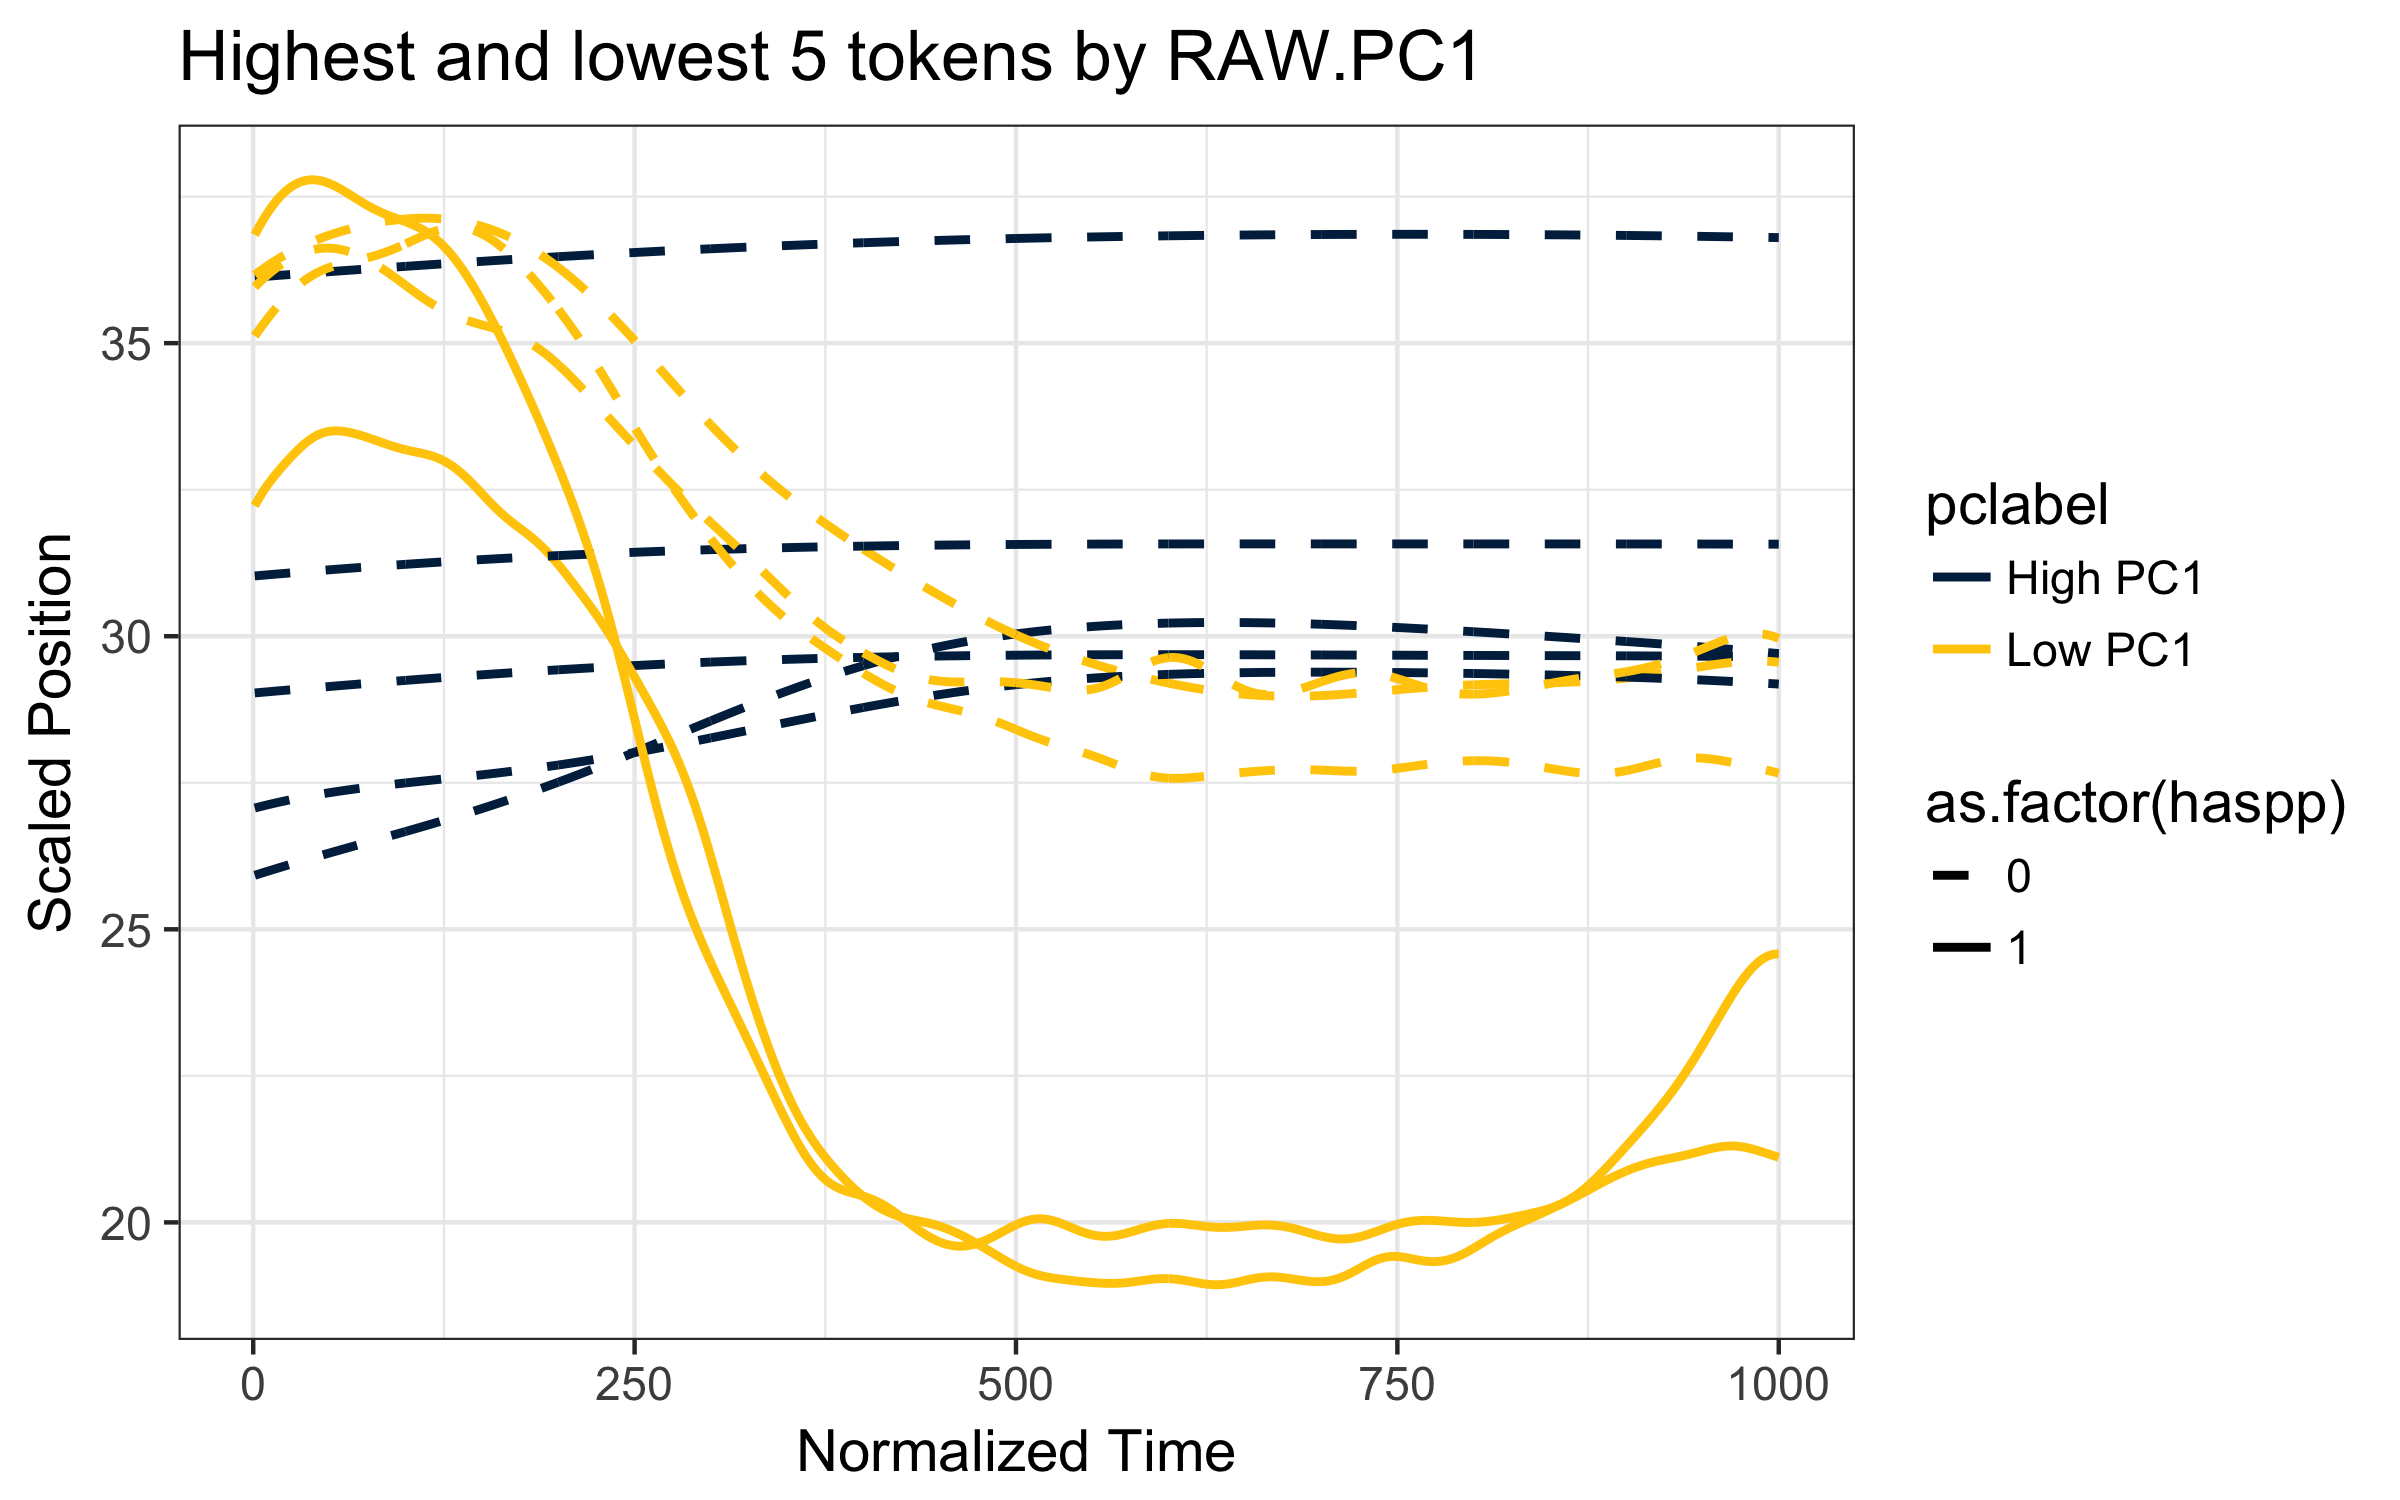 Highest and lowest 5 tokens by RAW.PC1
Scaled Position
35
30
25
20
0
250
500
750
1000
Normalized Time
pclabel
High PC1
Low PC1
as.factor(haspp)
0
1